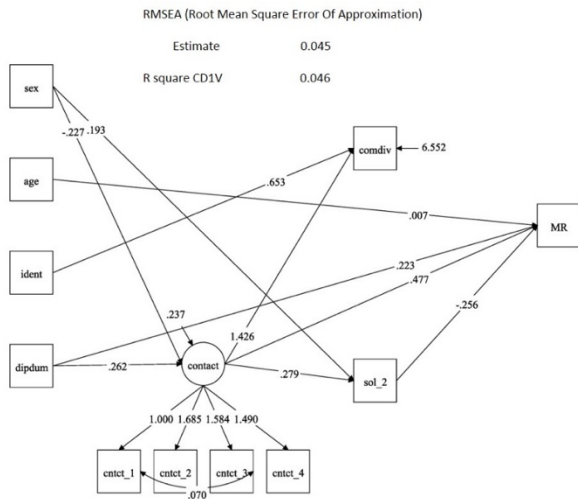 RMSEA (Root Mean Square Error Of Approximation)
Estimate 0.045
R square CD1V 0.046
sex
-.227 .193
comdiv 6.552
age
.653
.007
MR
ident
.223
.477
.237
1.426
-.256
dipdum .262 contact .279 sol_2
1.000 1.685 1.584 1.490
cntct_1 cntct_2 cntct_3 cntct_4
.070